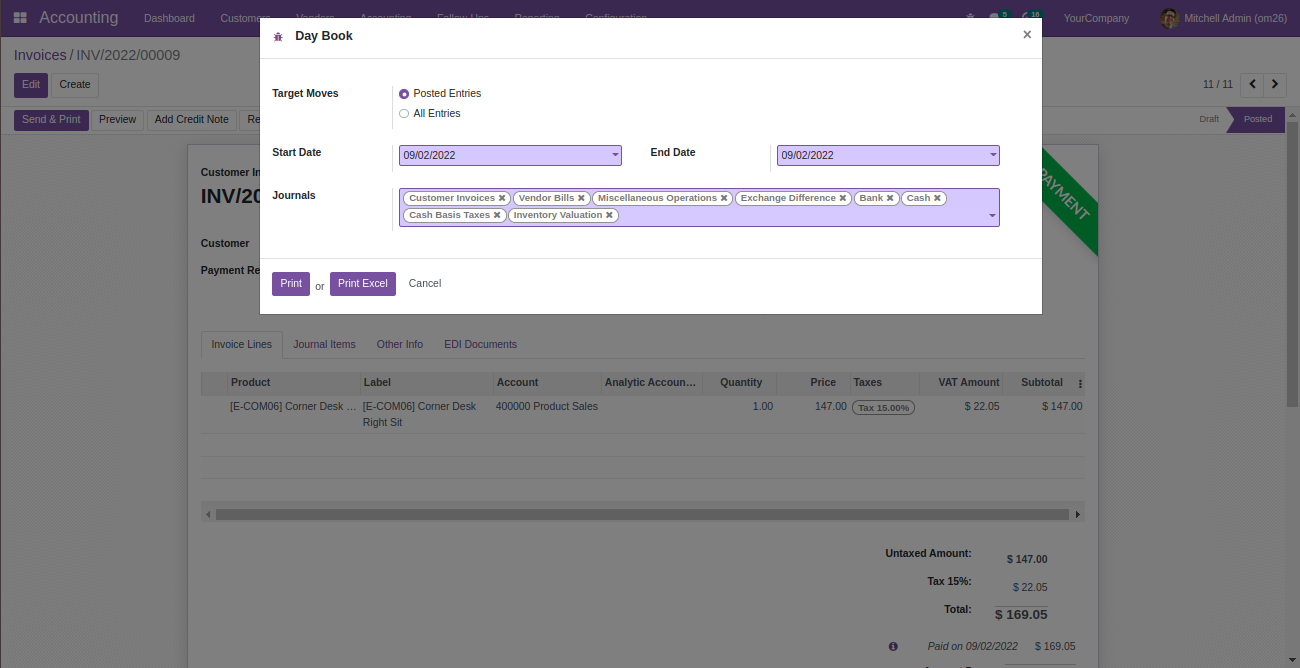 Accounting Dashboard Customers Vendors Accounting Follow-Ups Reporting Configuration 5 16 YourCompany Mitchell Admin (om26)
Day Book ×
Invoices / INV/2022/00009
Edit Create 11 / 11
Send & Print Preview Add Credit Note Draft Posted
Target Moves Posted Entries
All Entries
Start Date 09/02/2022 End Date 09/02/2022
Journals Customer Invoices Vendor Bills Miscellaneous Operations Exchange Difference Bank Cash
Cash Basis Taxes Inventory Valuation
Print or Print Excel Cancel
Customer In
INV/20
PAYMENT
Customer
Payment Re
Invoice Lines Journal Items Other Info EDI Documents
Product Label Account Analytic Accoun... Quantity Price Taxes VAT Amount Subtotal
[E-COM06] Corner Desk ... [E-COM06] Corner Desk 400000 Product Sales 1.00 147.00 Tax 15.00% $ 22.05 $ 147.00
Right Sit
Untaxed Amount: $ 147.00
Tax 15%: $ 22.05
Total: $ 169.05
Paid on 09/02/2022 $ 169.05